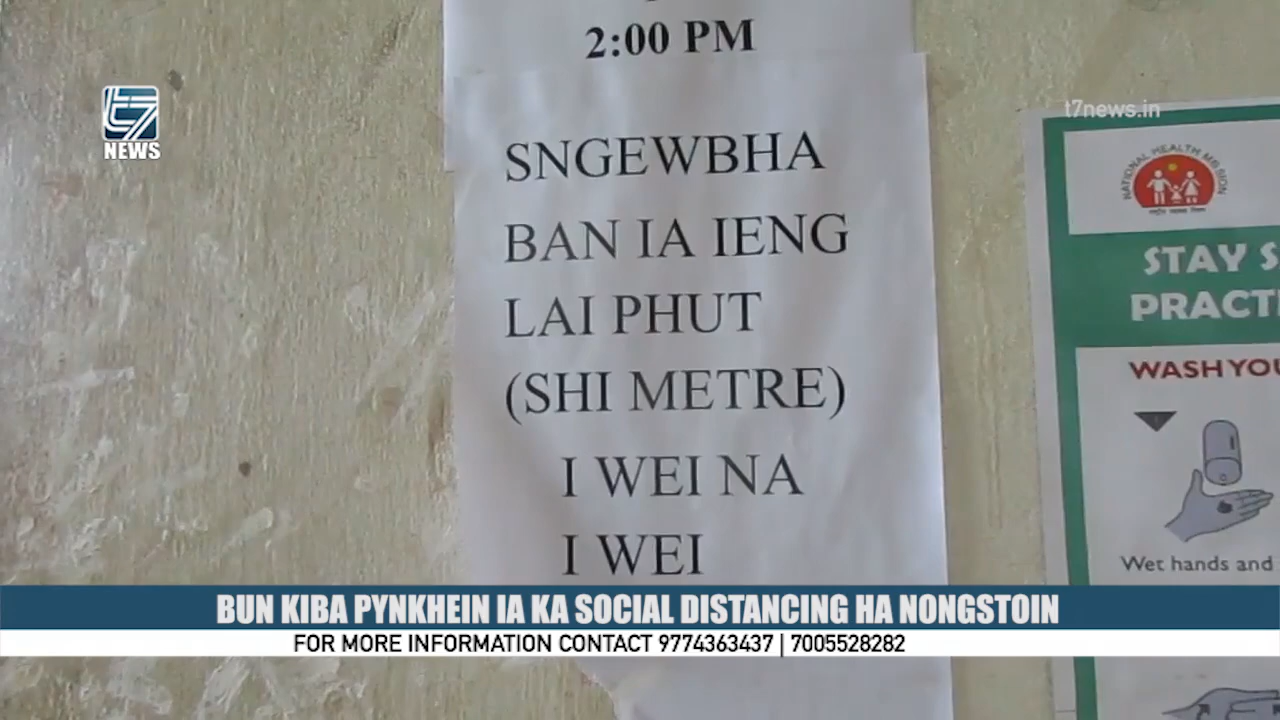 2:00 PM
SNGEWBHA
BAN IA IENG
LAI PHUT
(SHI METRE)
I WEI NA
I WEI
t7 NEWS
t7news.in
NATIONAL HEALTH MISSION
STAY
PRACTI
WASH YOU
Wet hands and
BUN KIBA PYNKHEIN IA KA SOCIAL DISTANCING HA NONGSTOIN
FOR MORE INFORMATION CONTACT 9774363437 | 7005528282